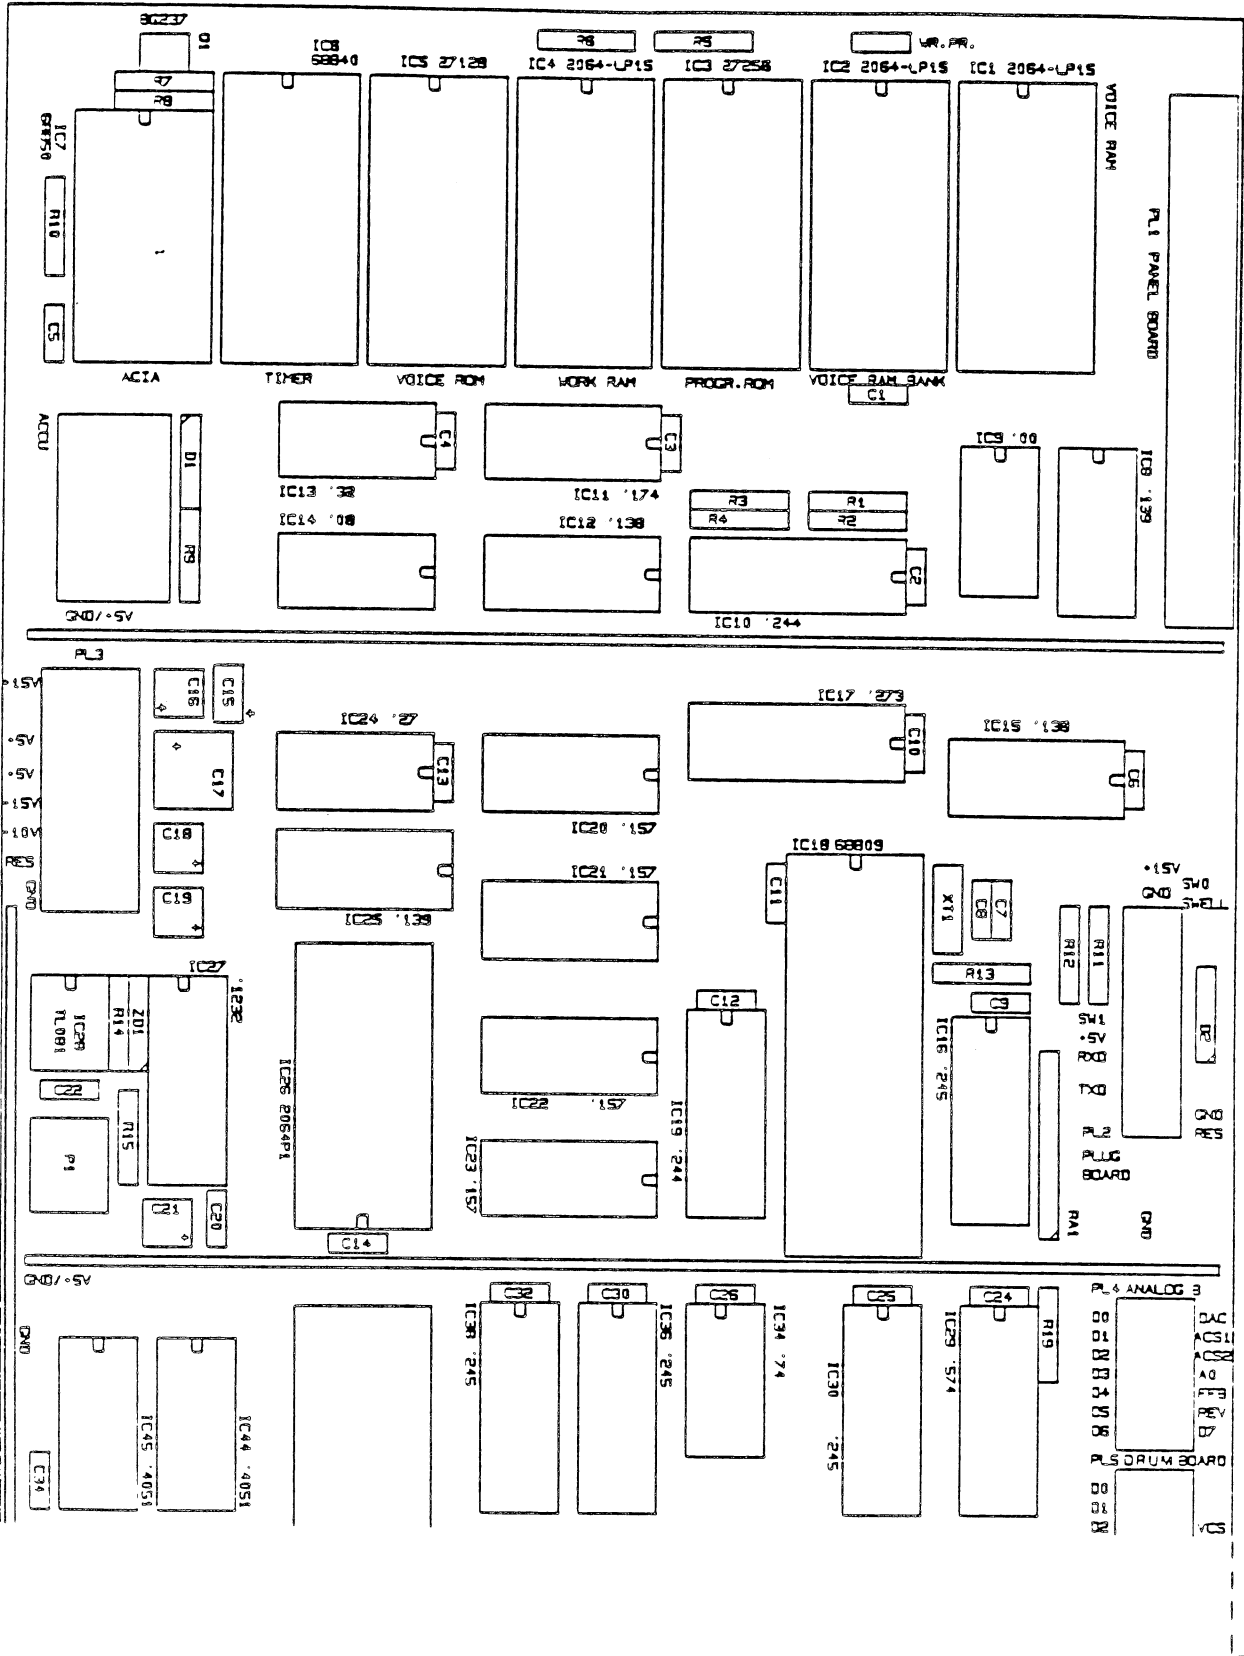 BC237
D1
IC6
68B40
IC5 27128
R6
IC4 2064-LP15
R5
IC3 27256
WR.PR.
IC2 2064-LP15
IC1 2064-LP15
R7
R8
IC7
R10
C5
VOICE RAM
PL1 PANEL BOARD
ACIA
TIMER
VOICE ROM
WORK RAM
PROGR.ROM
VOICE RAM BANK
C1
ACCU
D1
R9
C4
IC13 '32
IC14 '08
C3
IC11 '174
IC12 '138
R3
R4
R1
R2
C2
IC10 '244
IC9 '00
IC8 '139
GND/+5V
PL3
-15V
+5V
+5V
-15V
-10V
RES
GND
C16
C15
C17
C18
C19
IC24 '27
C13
IC25 '139
IC20 '157
IC21 '157
IC22 '157
IC23 '157
IC17 '273
C10
IC15 '138
C6
IC18 68B09
C11
XT1
C8
C7
R13
C9
R12
R11
+15V
GND
SW0
D2
IC27
'1232
IC28
TL081
R14
ZD1
C22
R15
P1
C21
C20
IC26 2064P1
C14
C12
IC19 '244
IC16 '245
SW1
+5V
RXD
TXD
PL2
PLUG
BOARD
GND
RES
RA1
GND
GND/+5V
GND
C34
IC45 '4051
IC44 '4051
C32
IC38 '245
C30
IC36 '245
C26
IC34 '74
C25
IC30 '245
C24
IC29 '574
R19
PL4 ANALOG B
D0 DAC
D1 ACS1
D2 ACS2
D3 A0
D4
D5 REV
D6 D7
PL5 DRUM BOARD
D0
D1
D2 VCS